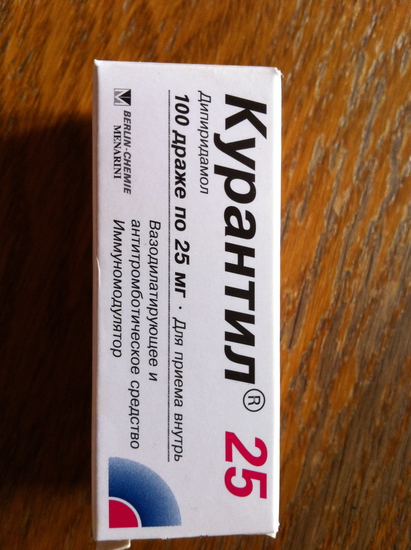 Курантил® 25
Дипиридамол
100 драже по 25 мг · Для приема внутрь
BERLIN-CHEMIE
MENARINI
Вазодилатирующее и
антитромботическое средство
Иммуномодулятор